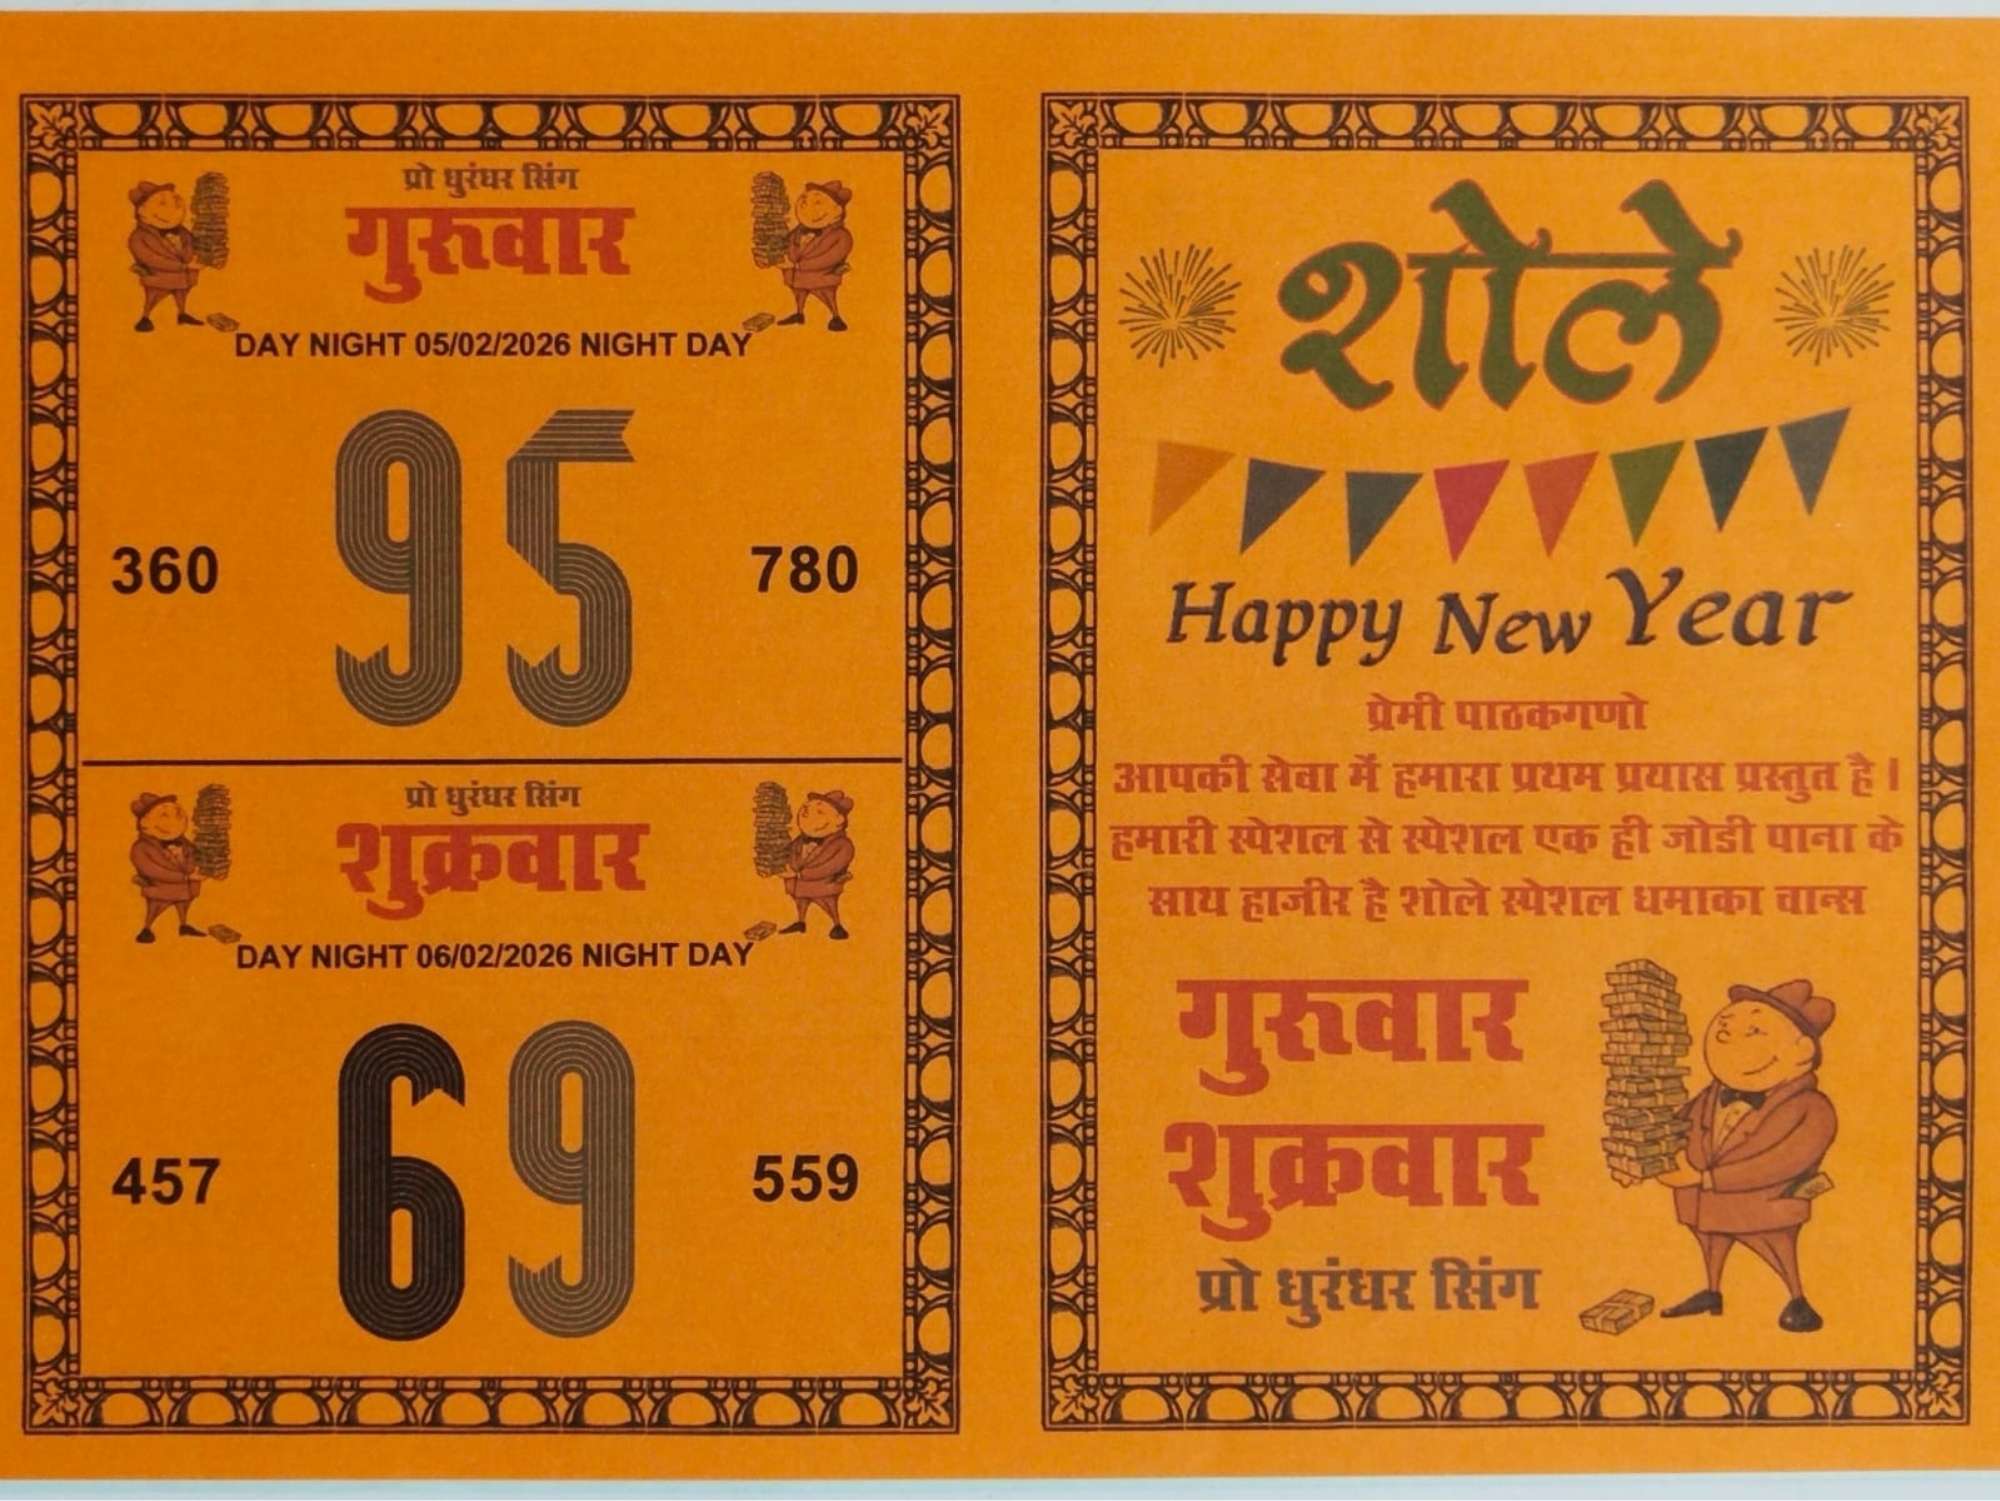 प्रो धुरंधर सिंग
गुरूवार
DAY NIGHT 05/02/2026 NIGHT DAY
360 95 780
प्रो धुरंधर सिंग
शुक्रवार
DAY NIGHT 06/02/2026 NIGHT DAY
457 69 559
शोले
Happy New Year
प्रेमी पाठकगणो
आपकी सेवा में हमारा प्रथम प्रयास प्रस्तुत है ।
हमारी स्पेशल से स्पेशल एक ही जोडी पाना के
साथ हाजीर है शोले स्पेशल धमाका चान्स
गुरूवार
शुक्रवार
प्रो धुरंधर सिंग